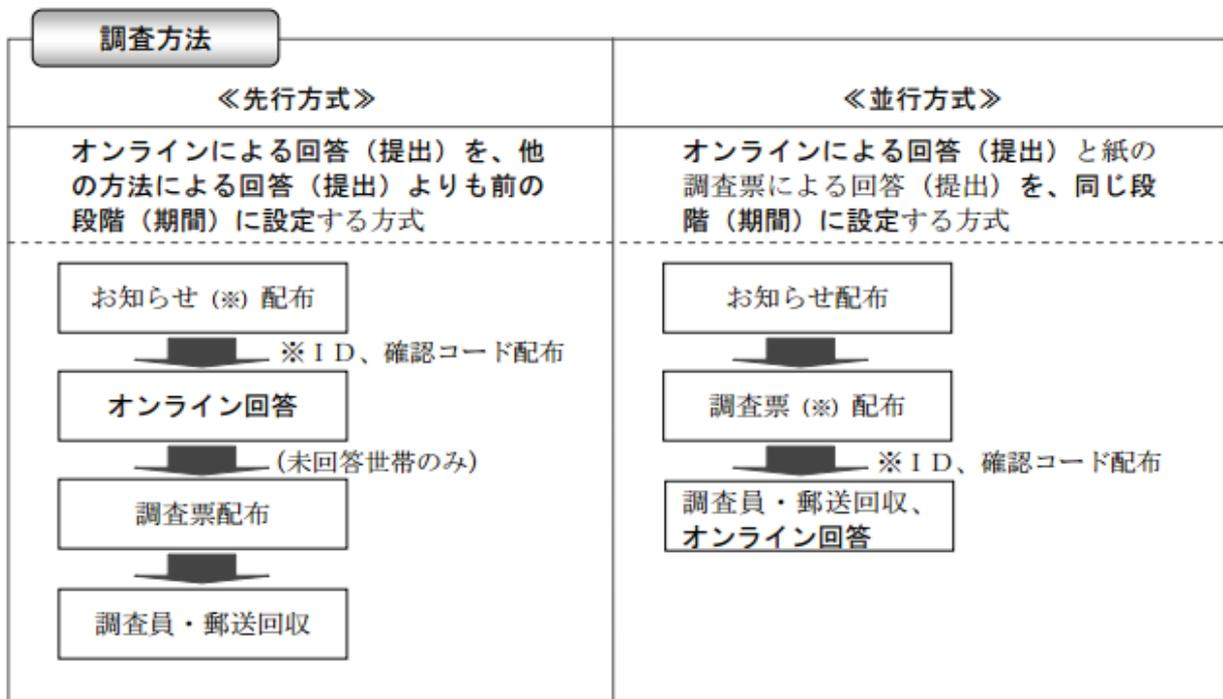 調査方法
≪先行方式≫
オンラインによる回答（提出）を、他
の方法による回答（提出）よりも前の
段階（期間）に設定する方式
お知らせ（※）配布
※ＩＤ、確認コード配布
オンライン回答
(未回答世帯のみ)
調査票配布
調査員・郵送回収
≪並行方式≫
オンラインによる回答（提出）と紙の
調査票による回答（提出）を、同じ段
階（期間）に設定する方式
お知らせ配布
調査票（※）配布
※ＩＤ、確認コード配布
調査員・郵送回収、
オンライン回答